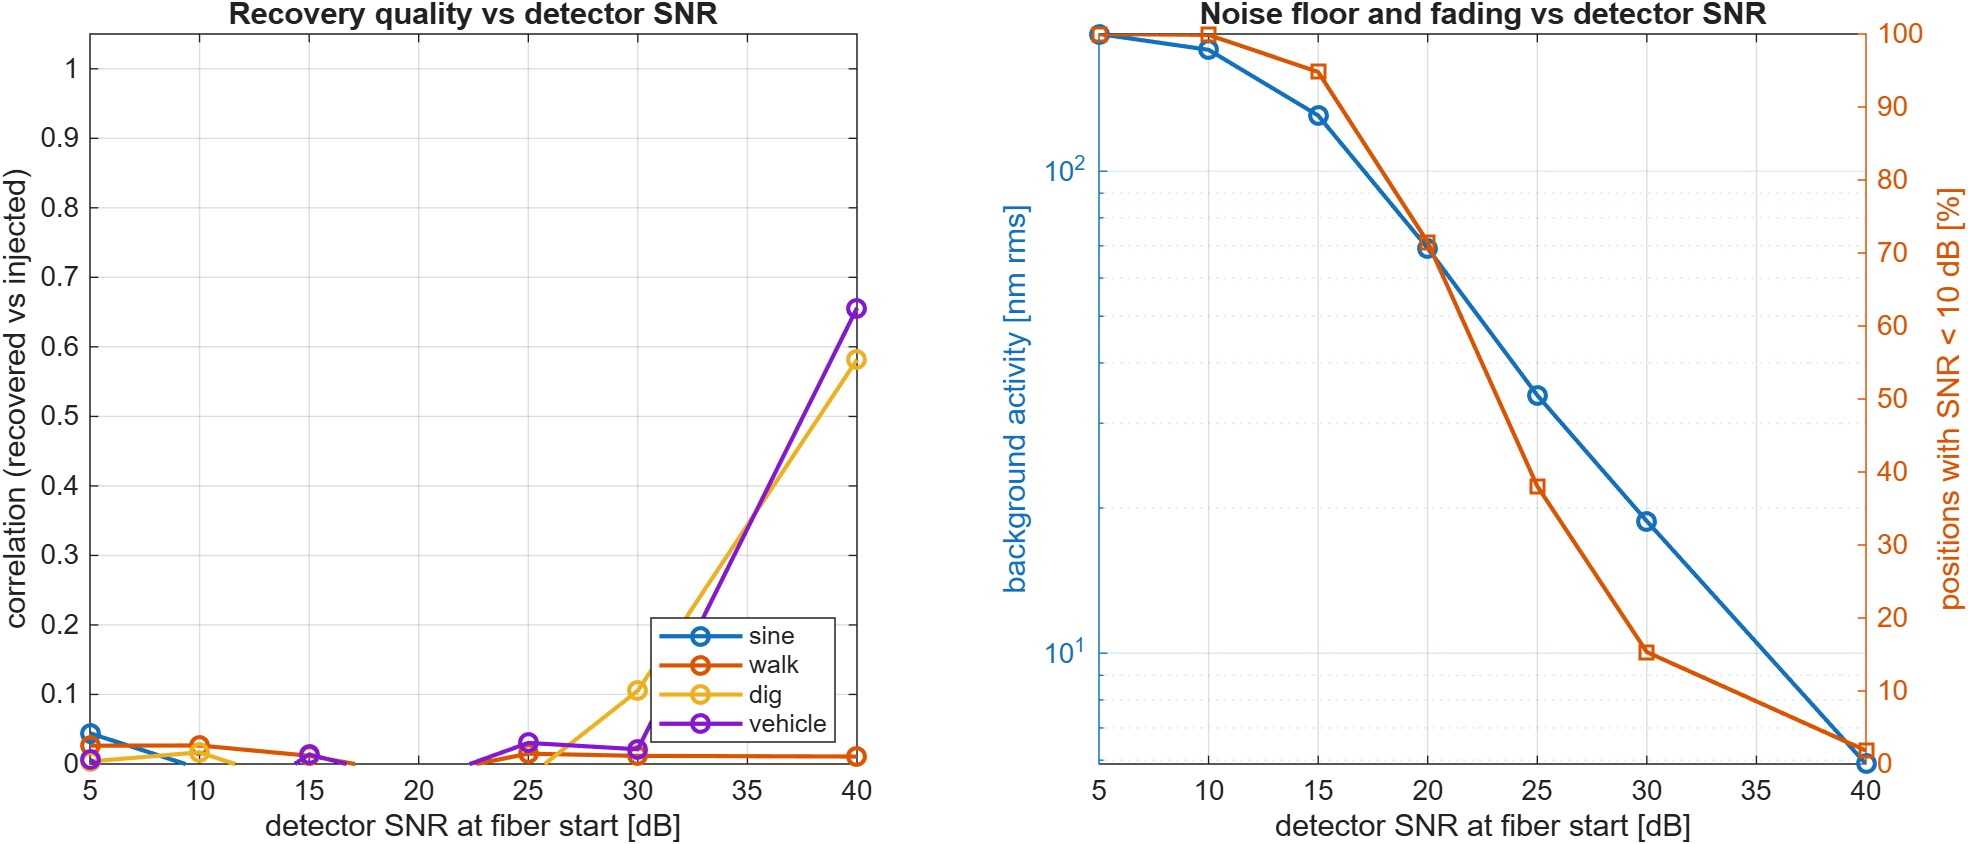 Recovery quality vs detector SNR
correlation (recovered vs injected)
1
0.9
0.8
0.7
0.6
0.5
0.4
0.3
0.2
0.1
0
5 10 15 20 25 30 35 40
detector SNR at fiber start [dB]
sine
walk
dig
vehicle
Noise floor and fading vs detector SNR
background activity [nm rms]
10²
10¹
5 10 15 20 25 30 35 40
detector SNR at fiber start [dB]
100
90
80
70
60
50
40
30
20
10
0
positions with SNR < 10 dB [%]